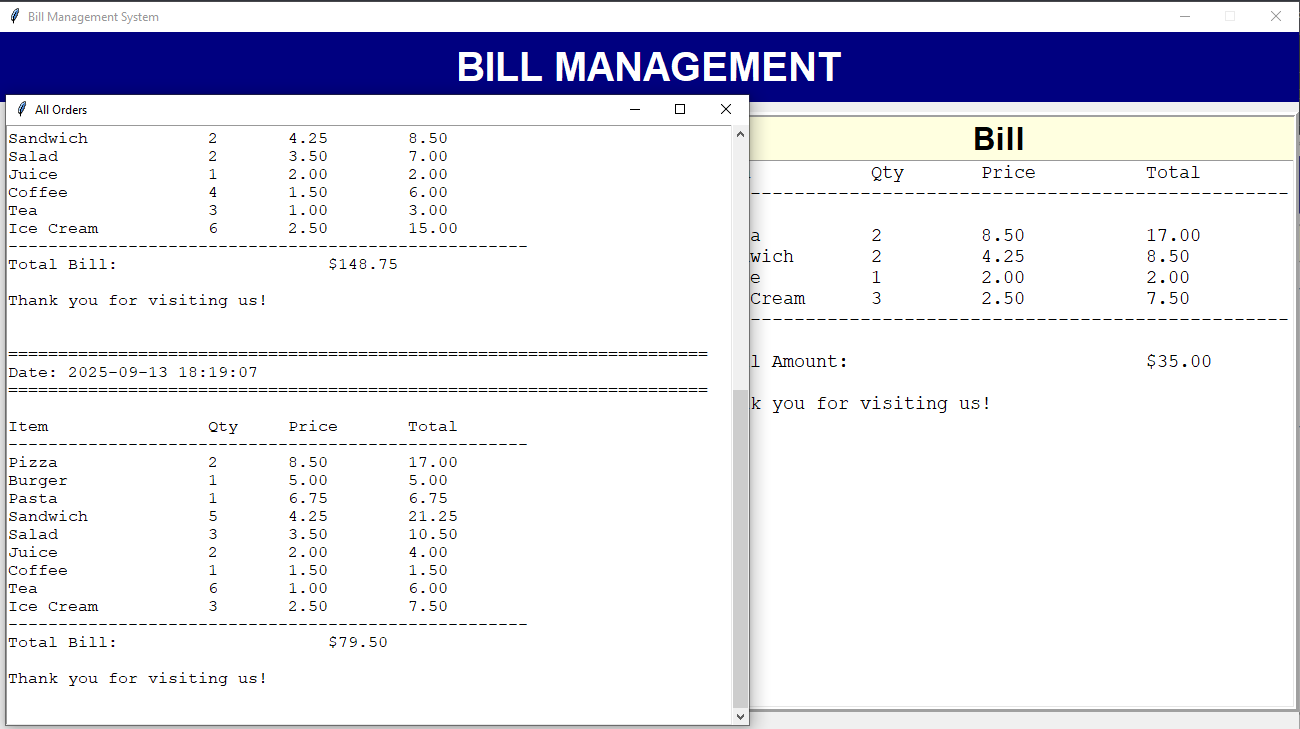 Bill Management System
BILL MANAGEMENT
All Orders
Sandwich 2 4.25 8.50
Salad 2 3.50 7.00
Juice 1 2.00 2.00
Coffee 4 1.50 6.00
Tea 3 1.00 3.00
Ice Cream 6 2.50 15.00
----------------------------------------------------
Total Bill: $148.75
Thank you for visiting us!
======================================================================
Date: 2025-09-13 18:19:07
======================================================================
Item Qty Price Total
----------------------------------------------------
Pizza 2 8.50 17.00
Burger 1 5.00 5.00
Pasta 1 6.75 6.75
Sandwich 5 4.25 21.25
Salad 3 3.50 10.50
Juice 2 2.00 4.00
Coffee 1 1.50 1.50
Tea 6 1.00 6.00
Ice Cream 3 2.50 7.50
----------------------------------------------------
Total Bill: $79.50
Thank you for visiting us!
Bill
Qty Price Total
--------------------------------------------------
a 2 8.50 17.00
wich 2 4.25 8.50
e 1 2.00 2.00
Cream 3 2.50 7.50
--------------------------------------------------
l Amount: $35.00
k you for visiting us!